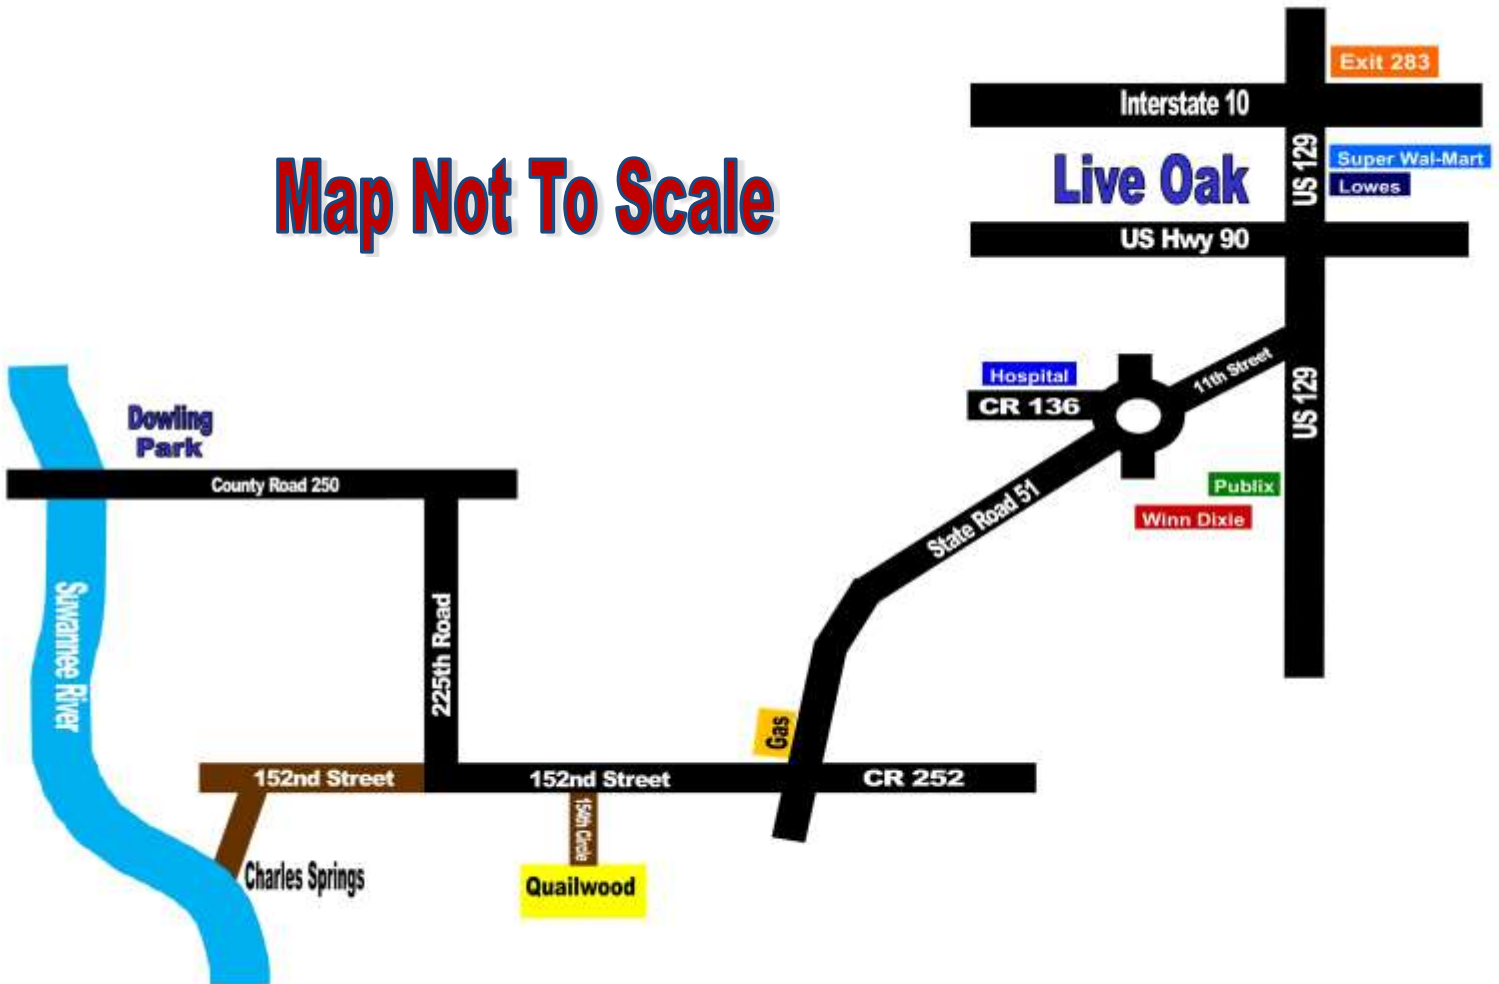 Exit 283
Interstate 10
Map Not To Scale
Live Oak
US 129
Super Wal-Mart
Lowes
US Hwy 90
Hospital
CR 136
11th Street
US 129
Dowling
Park
County Road 250
Publix
Winn Dixie
State Road 51
Suwannee River
225th Road
Gas
152nd Street
152nd Street
CR 252
154th Circle
Charles Springs
Quailwood